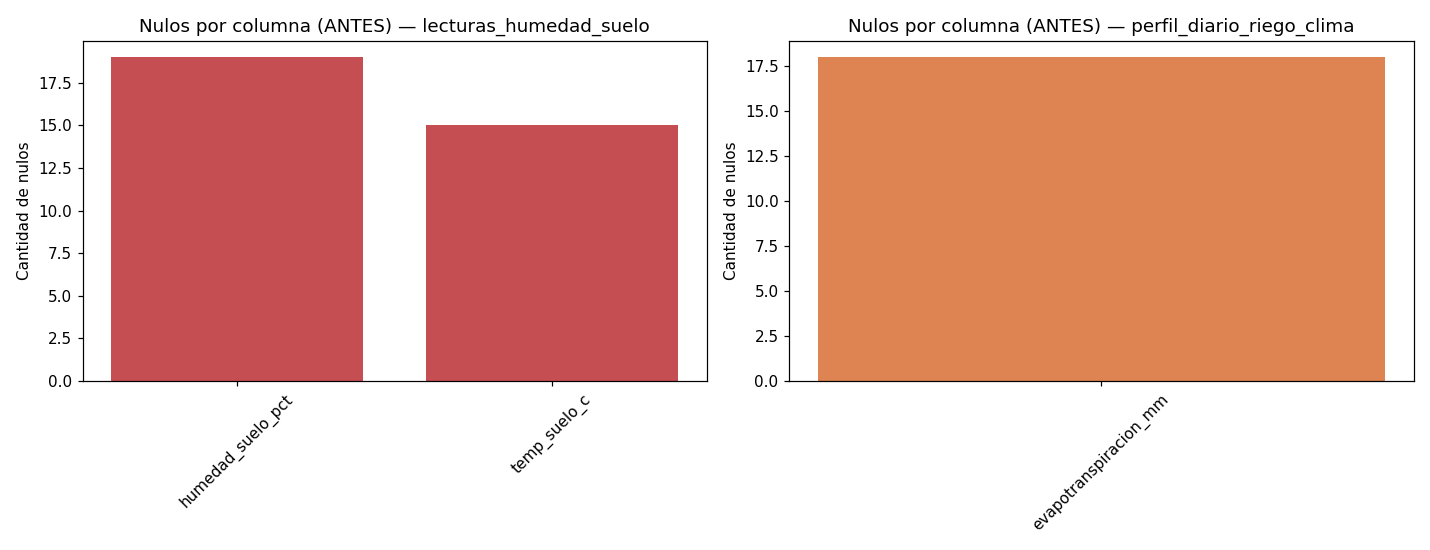 Nulos por columna (ANTES) — lecturas_humedad_suelo
Cantidad de nulos
17.5
15.0
12.5
10.0
7.5
5.0
2.5
0.0
humedad_suelo_pct
temp_suelo_c
Nulos por columna (ANTES) — perfil_diario_riego_clima
Cantidad de nulos
17.5
15.0
12.5
10.0
7.5
5.0
2.5
0.0
evapotranspiracion_mm